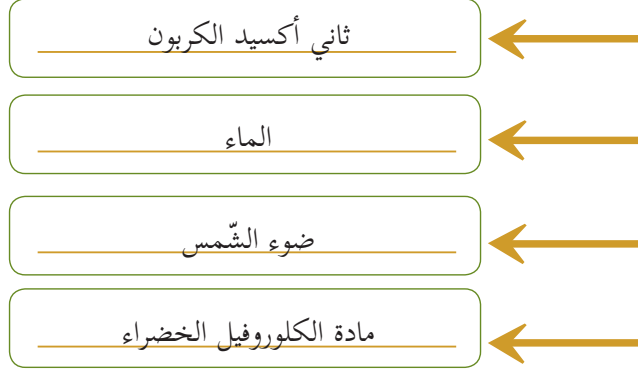 ثاني أكسيد الكربون
الماء
ضوء الشّمس
مادة الكلوروفيل الخضراء